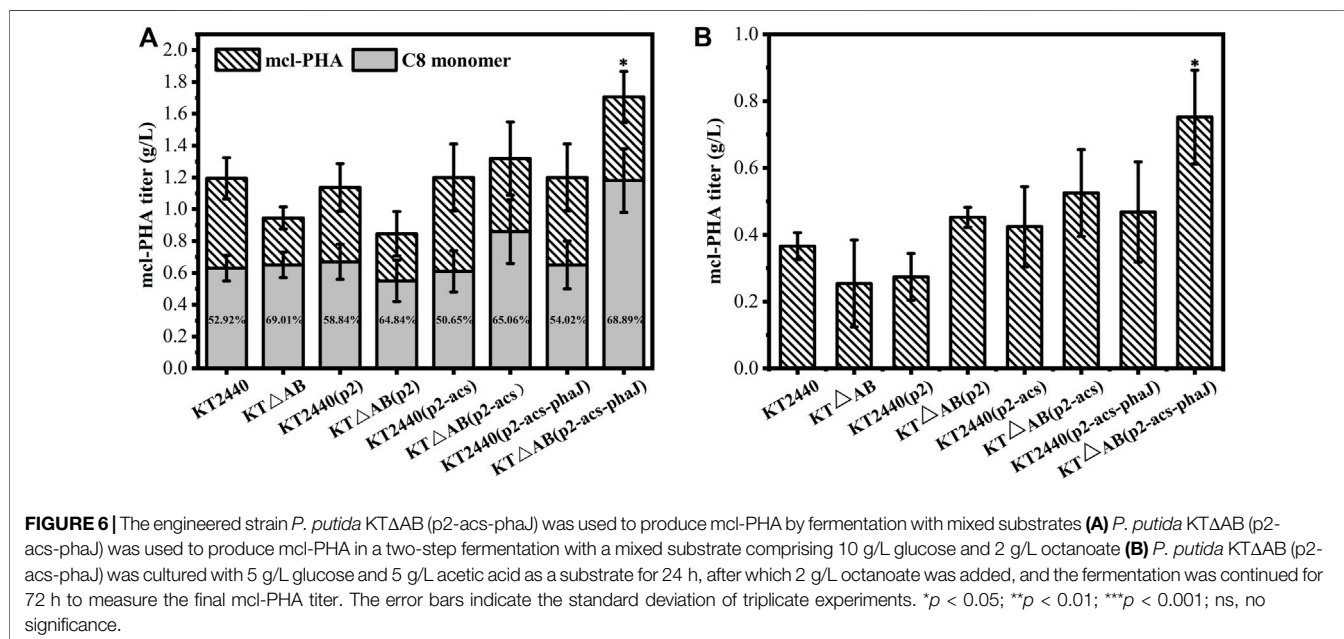 A
B
mcl-PHA
C8 monomer
*
*
2.0
1.8
1.6
1.4
1.2
1.0
0.8
0.6
0.4
0.2
0.0
mcl-PHA titer (g/L)
52.92%
69.01%
58.84%
64.84%
50.65%
65.06%
54.02%
68.89%
KT2440
KT△AB
KT2440(p2)
KT△AB(p2)
KT2440(p2-acs)
KT△AB(p2-acs)
KT2440(p2-acs-phaJ)
KT△AB(p2-acs-phaJ)
1.0
0.8
0.6
0.4
0.2
0.0
mcl-PHA titer (g/L)
KT2440
KT△AB
KT2440(p2)
KT△AB(p2)
KT2440(p2-acs)
KT△AB(p2-acs)
KT2440(p2-acs-phaJ)
KT△AB(p2-acs-phaJ)
FIGURE 6 | The engineered strain P. putida KTΔAB (p2-acs-phaJ) was used to produce mcl-PHA by fermentation with mixed substrates (A) P. putida KTΔAB (p2-
acs-phaJ) was used to produce mcl-PHA in a two-step fermentation with a mixed substrate comprising 10 g/L glucose and 2 g/L octanoate (B) P. putida KTΔAB (p2-
acs-phaJ) was cultured with 5 g/L glucose and 5 g/L acetic acid as a substrate for 24 h, after which 2 g/L octanoate was added, and the fermentation was continued for
72 h to measure the final mcl-PHA titer. The error bars indicate the standard deviation of triplicate experiments. *p < 0.05; **p < 0.01; ***p < 0.001; ns, no
significance.